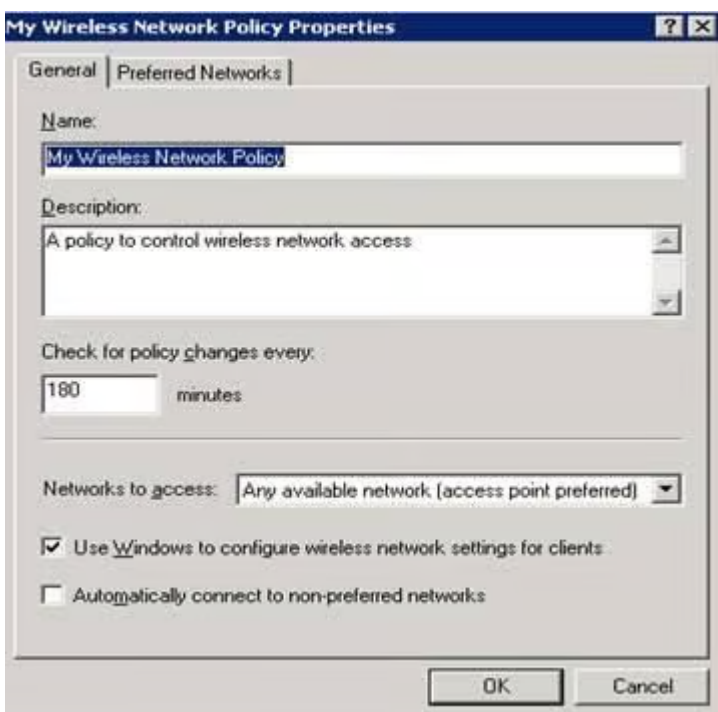 My Wireless Network Policy Properties
General Preferred Networks
Name:
My Wireless Network Policy
Description:
A policy to control wireless network access
Check for policy changes every:
180 minutes
Networks to access: Any available network (access point preferred)
Use Windows to configure wireless network settings for clients
Automatically connect to non-preferred networks
OK Cancel